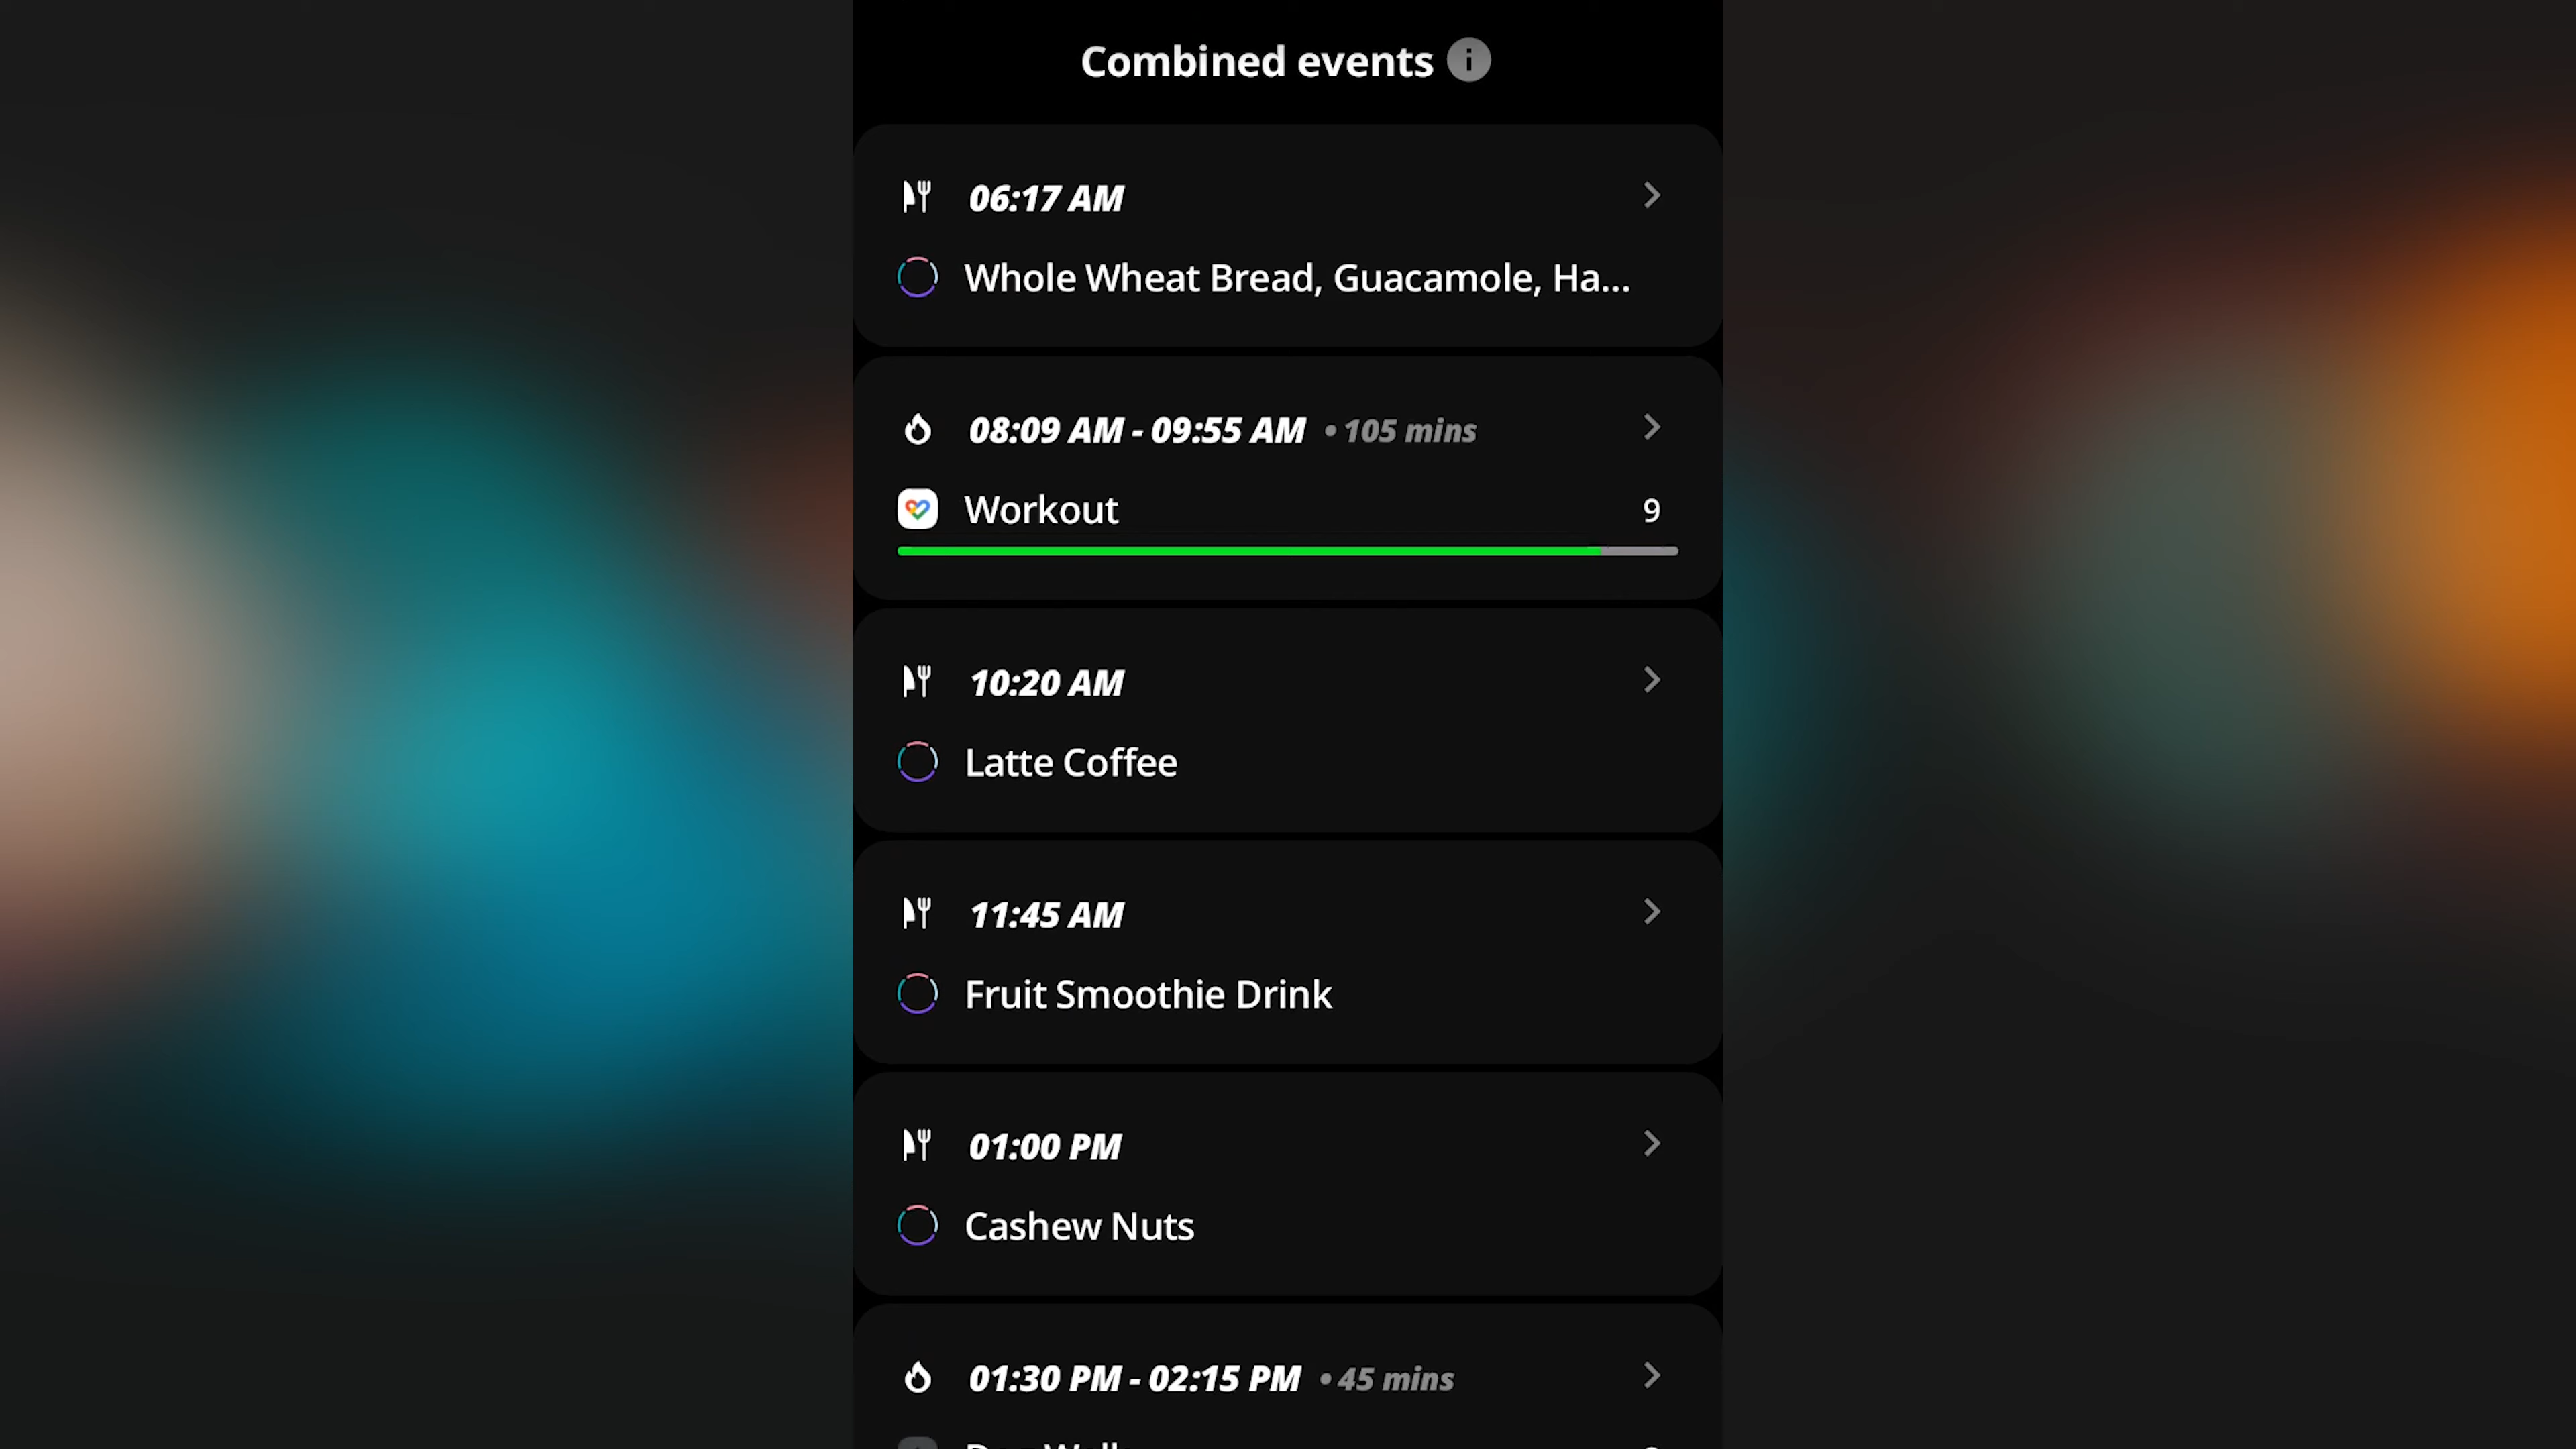 Combined events
06:17 AM
Whole Wheat Bread, Guacamole, Ha...
08:09 AM - 09:55 AM • 105 mins
Workout 9
10:20 AM
Latte Coffee
11:45 AM
Fruit Smoothie Drink
01:00 PM
Cashew Nuts
01:30 PM - 02:15 PM • 45 mins